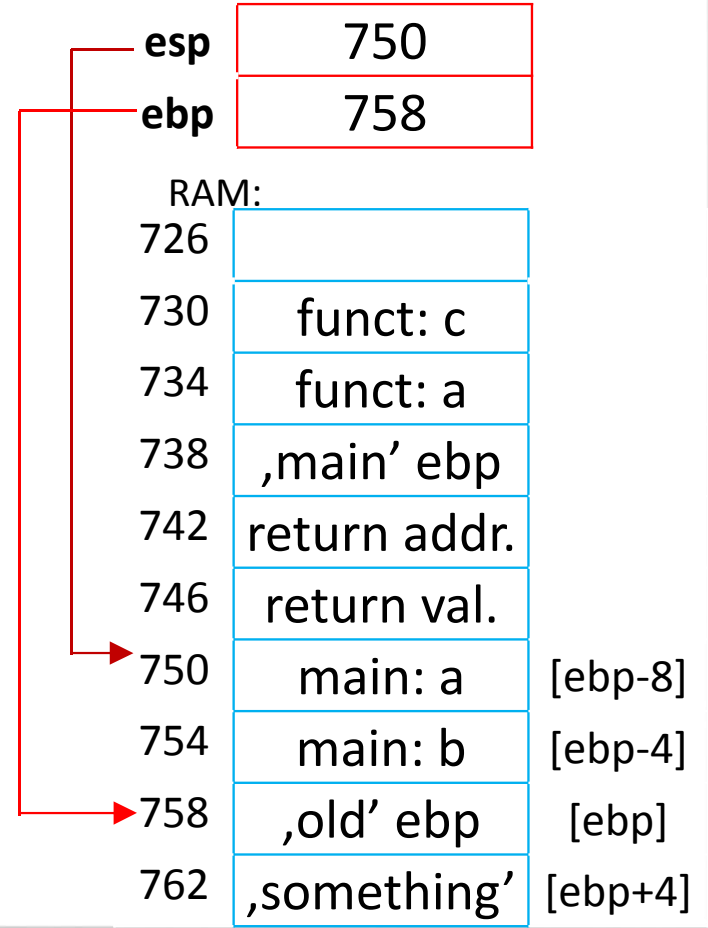 esp 750
ebp 758
RAM:
726
730 funct: c
734 funct: a
738 ‚main’ ebp
742 return addr.
746 return val.
750 main: a [ebp-8]
754 main: b [ebp-4]
758 ‚old’ ebp [ebp]
762 ‚something’ [ebp+4]